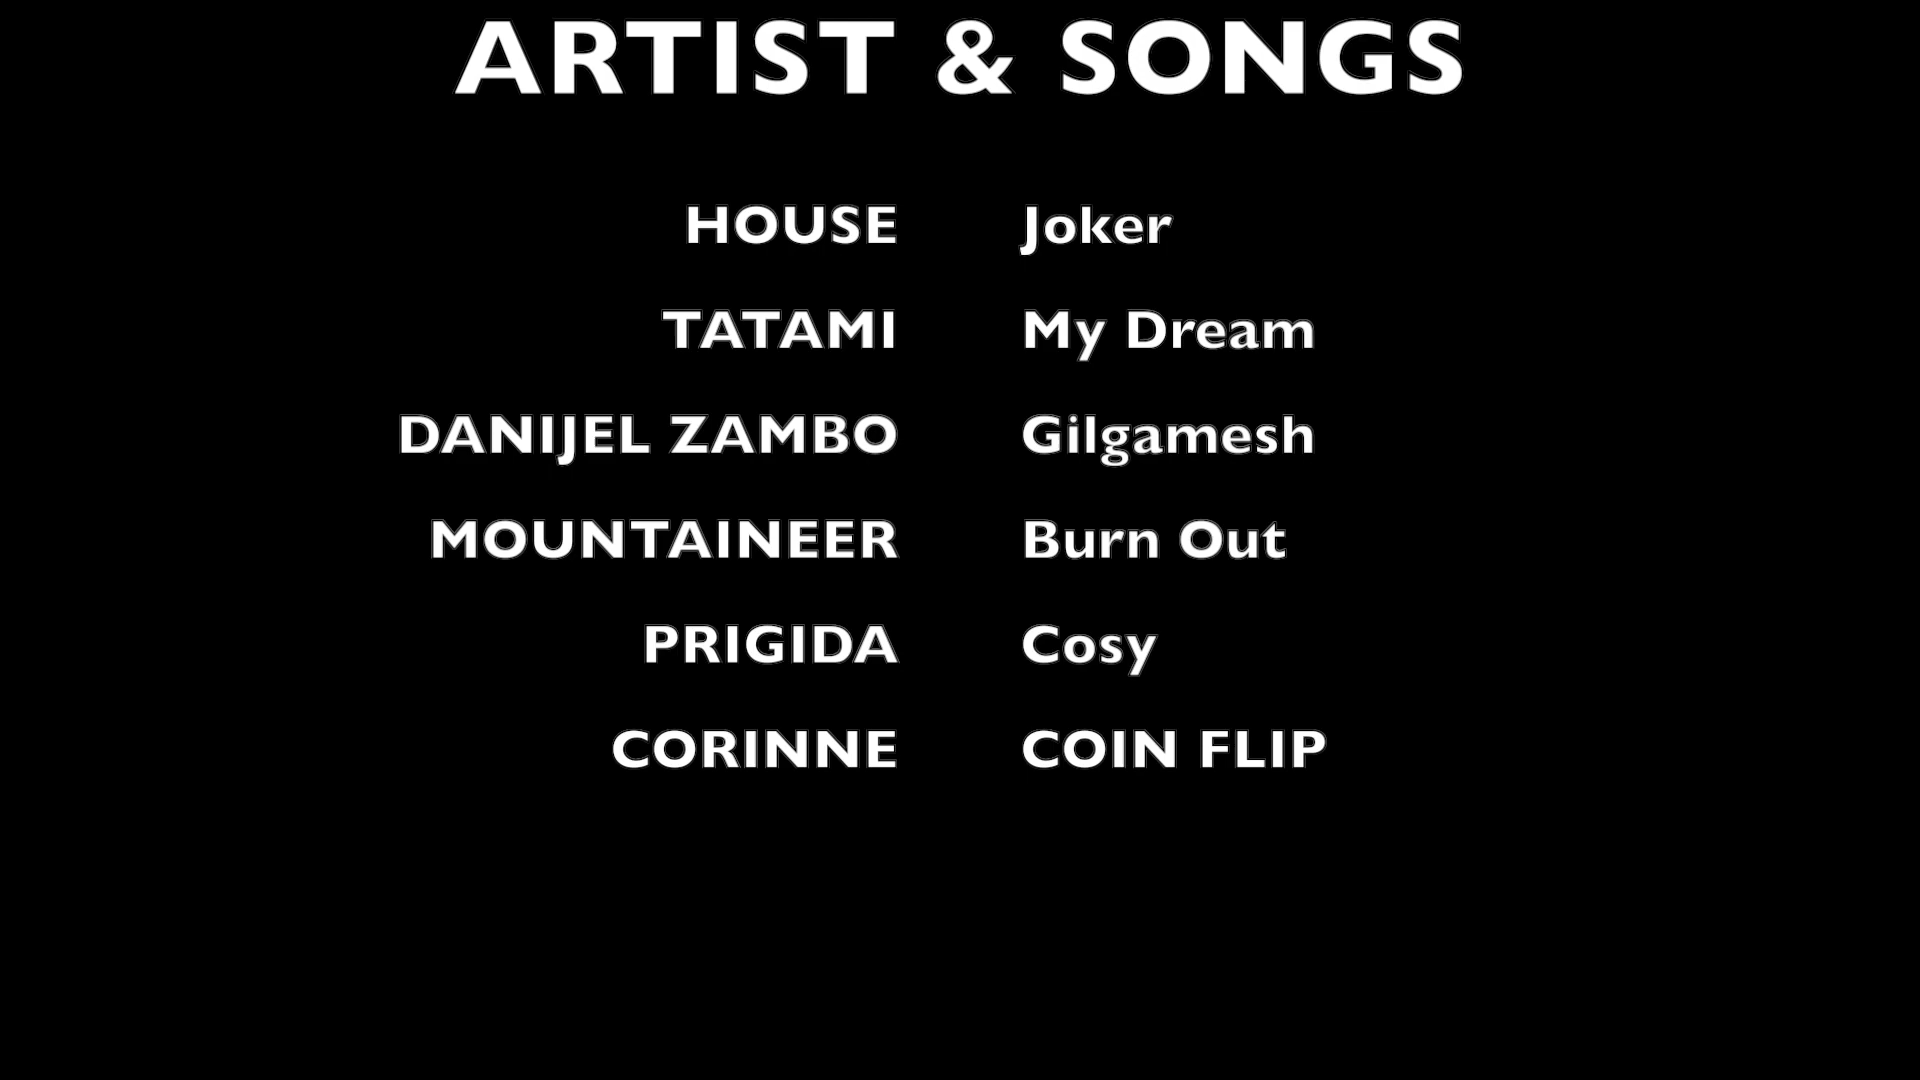 ARTIST & SONGS
HOUSE Joker
TATAMI My Dream
DANIJEL ZAMBO Gilgamesh
MOUNTAINEER Burn Out
PRIGIDA Cosy
CORINNE COIN FLIP